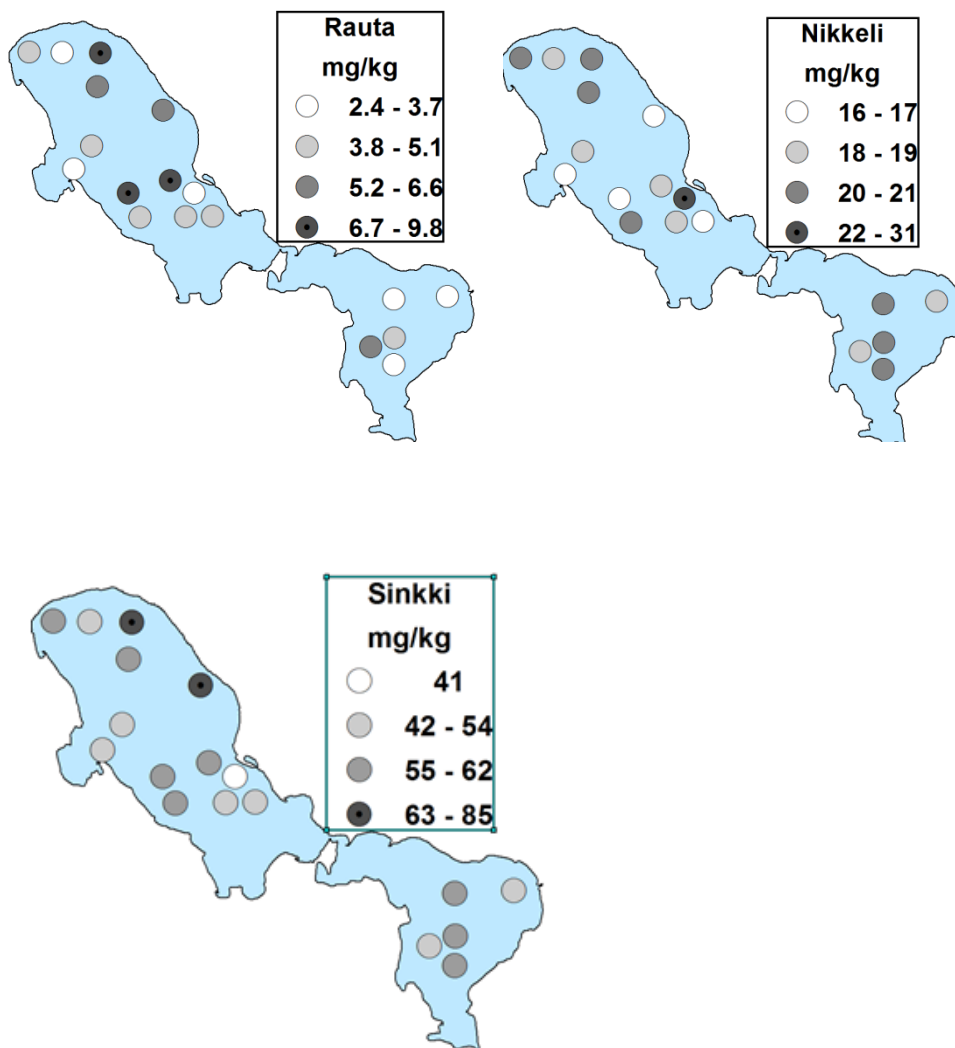 Rauta
mg/kg
2.4 - 3.7
3.8 - 5.1
5.2 - 6.6
6.7 - 9.8
Nikkeli
mg/kg
16 - 17
18 - 19
20 - 21
22 - 31
Sinkki
mg/kg
41
42 - 54
55 - 62
63 - 85